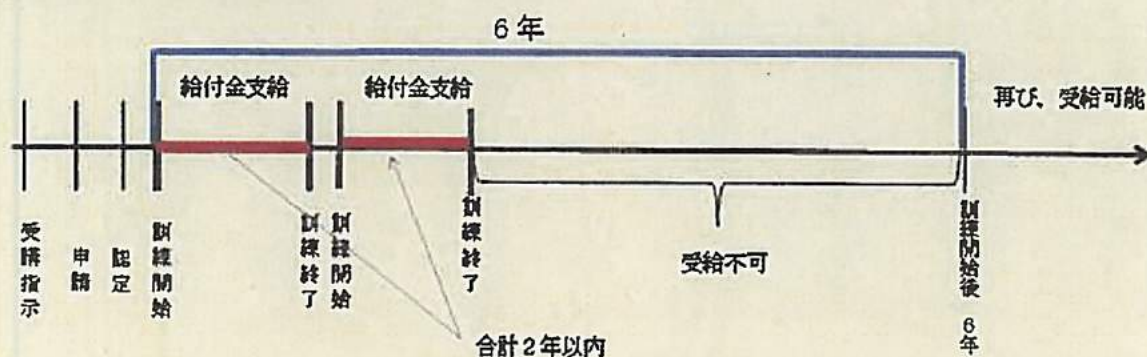 6年
給付金支給
給付金支給
再び、受給可能
受講指示
申請
認定
訓練開始
訓練終了
訓練開始
訓練終了
受給不可
訓練開始後 6年
合計2年以内